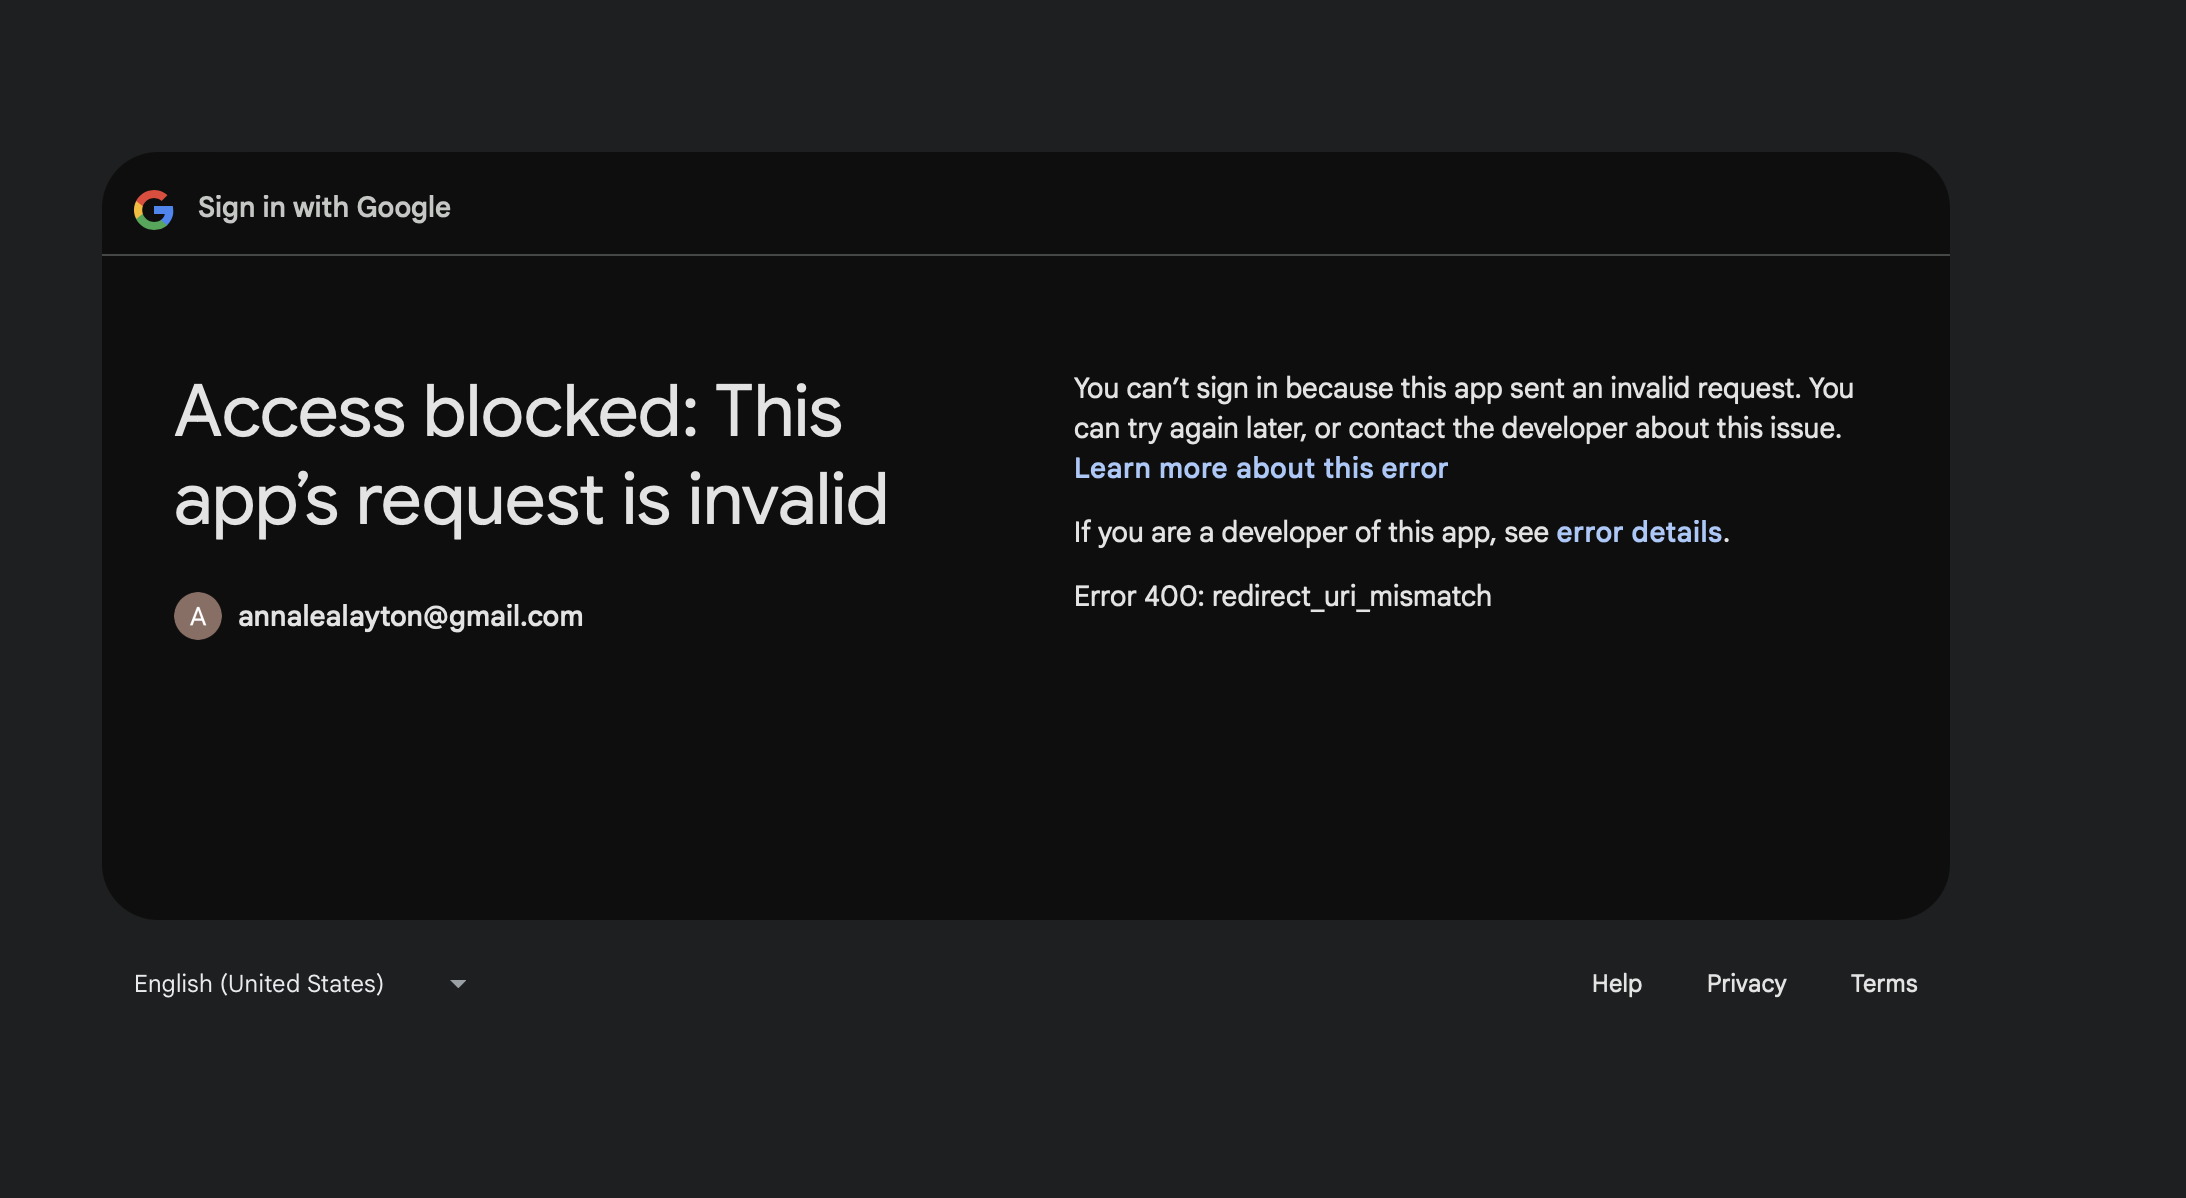 Sign in with Google
Access blocked: This
app’s request is invalid
A annalealayton@gmail.com
You can’t sign in because this app sent an invalid request. You
can try again later, or contact the developer about this issue.
Learn more about this error
If you are a developer of this app, see error details.
Error 400: redirect_uri_mismatch
English (United States)
Help Privacy Terms